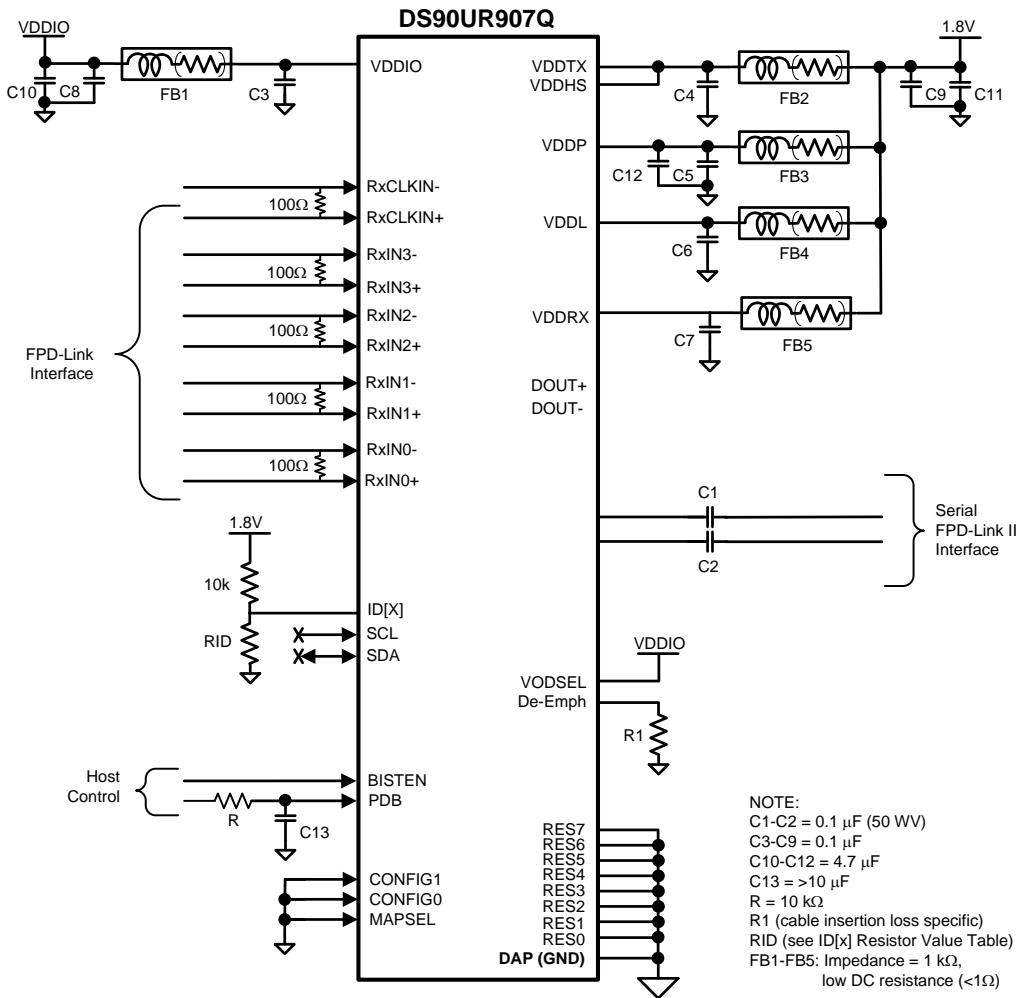 DS90UR907Q
VDDIO
C10
C8
FB1
C3
VDDIO
RxCLKIN-
100Ω
RxCLKIN+
RxIN3-
100Ω
RxIN3+
RxIN2-
100Ω
RxIN2+
RxIN1-
100Ω
RxIN1+
RxIN0-
100Ω
RxIN0+
FPD-Link
Interface
1.8V
10k
RID
ID[X]
SCL
SDA
Host
Control
BISTEN
PDB
R
C13
CONFIG1
CONFIG0
MAPSEL
1.8V
VDDTX
VDDHS
C4
FB2
C9
C11
VDDP
C12
C5
FB3
VDDL
C6
FB4
VDDRX
C7
FB5
DOUT+
DOUT-
C1
C2
Serial
FPD-Link II
Interface
VDDIO
VODSEL
De-Emph
R1
RES7
RES6
RES5
RES4
RES3
RES2
RES1
RES0
DAP (GND)
NOTE:
C1-C2 = 0.1 μF (50 WV)
C3-C9 = 0.1 μF
C10-C12 = 4.7 μF
C13 = >10 μF
R = 10 kΩ
R1 (cable insertion loss specific)
RID (see ID[x] Resistor Value Table)
FB1-FB5: Impedance = 1 kΩ,
low DC resistance (<1Ω)